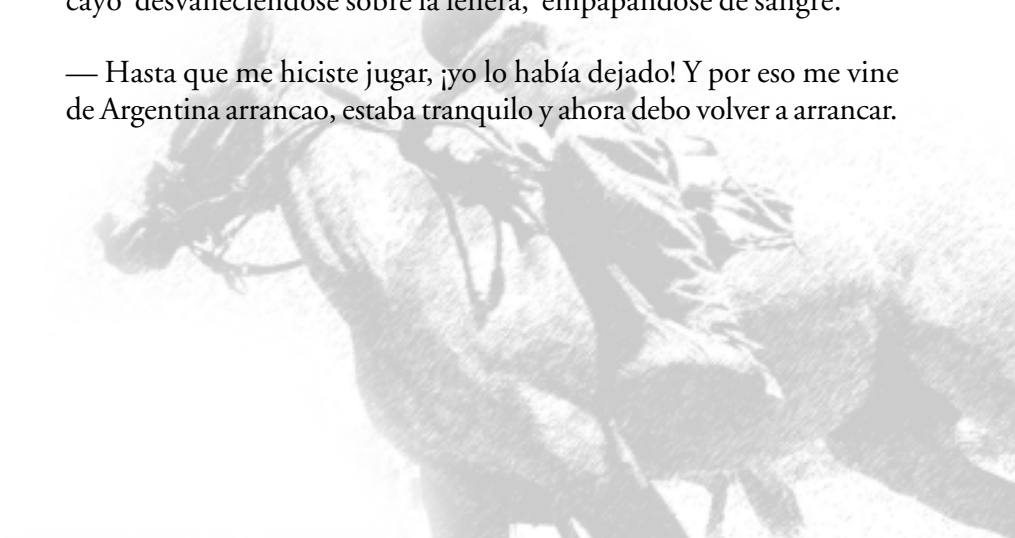 cayó desvaneciéndose sobre la leñera, empapándose de sangre.
— Hasta que me hiciste jugar, ¡yo lo había dejado! Y por eso me vine
de Argentina arrancao, estaba tranquilo y ahora debo volver a arrancar.